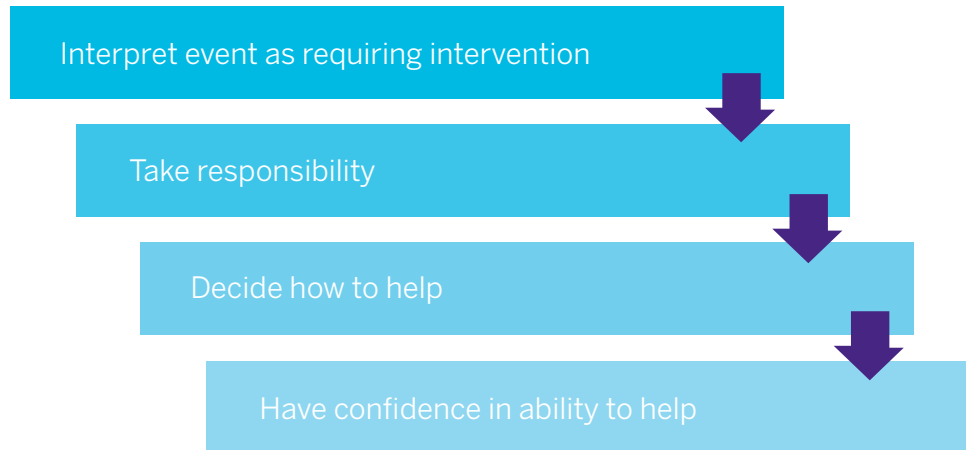 Interpret event as requiring intervention
Take responsibility
Decide how to help
Have confidence in ability to help